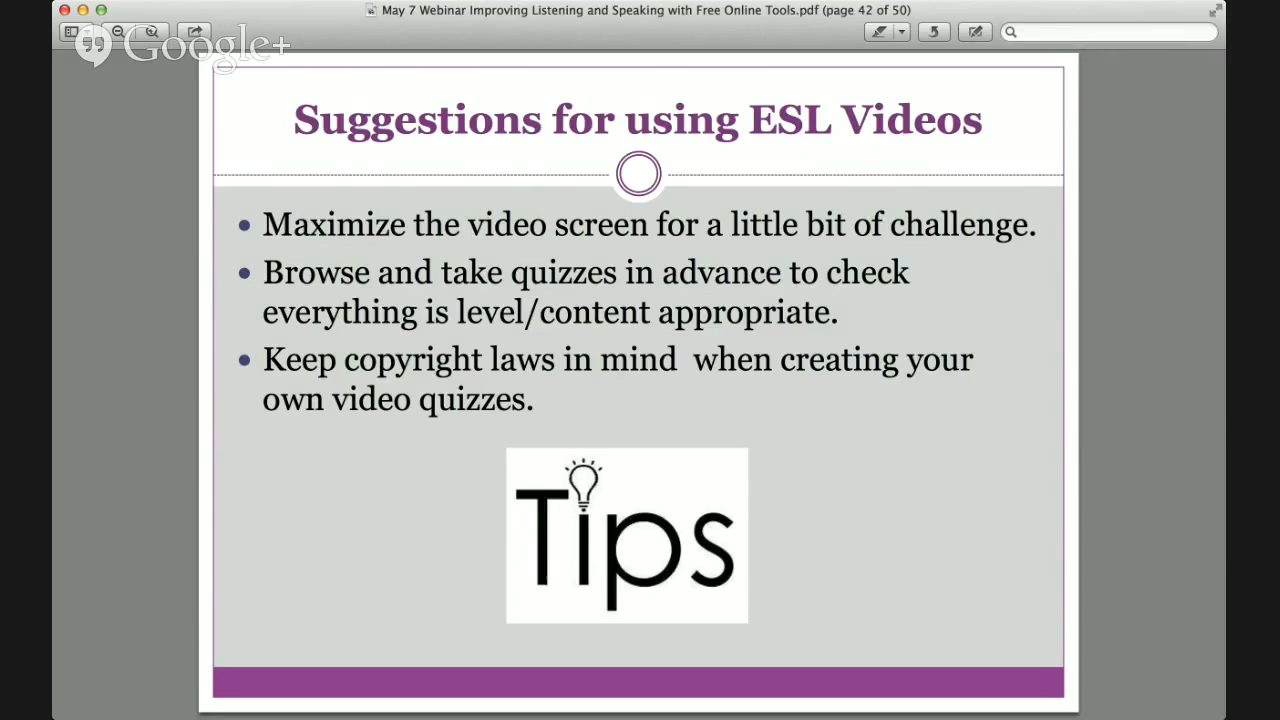 May 7 Webinar Improving Listening and Speaking with Free Online Tools.pdf (page 42 of 50)
Google+
Suggestions for using ESL Videos
• Maximize the video screen for a little bit of challenge.
• Browse and take quizzes in advance to check
everything is level/content appropriate.
• Keep copyright laws in mind  when creating your
own video quizzes.
Tips